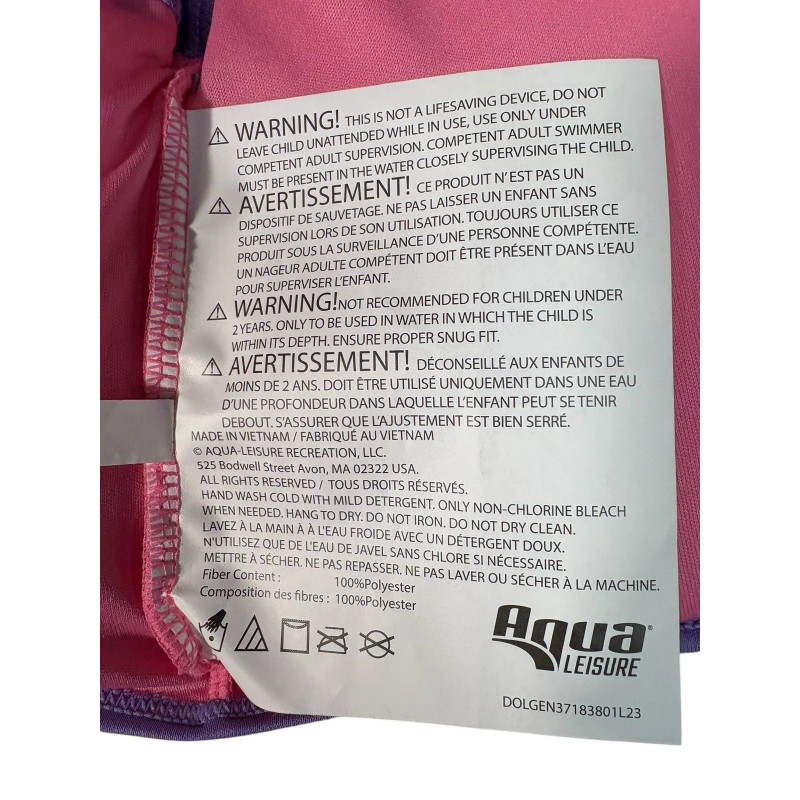 WARNING! THIS IS NOT A LIFESAVING DEVICE, DO NOT
LEAVE CHILD UNATTENDED WHILE IN USE, USE ONLY UNDER
COMPETENT ADULT SUPERVISION. COMPETENT ADULT SWIMMER
MUST BE PRESENT IN THE WATER CLOSELY SUPERVISING THE CHILD.
AVERTISSEMENT! CE PRODUIT N'EST PAS UN
DISPOSITIF DE SAUVETAGE. NE PAS LAISSER UN ENFANT SANS
SUPERVISION LORS DE SON UTILISATION. TOUJOURS UTILISER CE
PRODUIT SOUS LA SURVEILLANCE D'UNE PERSONNE COMPÉTENTE.
UN NAGEUR ADULTE COMPÉTENT DOIT ÊTRE PRÉSENT DANS L'EAU
POUR SUPERVISER L'ENFANT.
WARNING! NOT RECOMMENDED FOR CHILDREN UNDER
2 YEARS. ONLY TO BE USED IN WATER IN WHICH THE CHILD IS
WITHIN ITS DEPTH. ENSURE PROPER SNUG FIT.
AVERTISSEMENT! DÉCONSEILLÉ AUX ENFANTS DE
MOINS DE 2 ANS. DOIT ÊTRE UTILISÉ UNIQUEMENT DANS UNE EAU
D'UNE PROFONDEUR DANS LAQUELLE L'ENFANT PEUT SE TENIR
DEBOUT. S'ASSURER QUE L'AJUSTEMENT EST BIEN SERRÉ.
MADE IN VIETNAM / FABRIQUÉ AU VIETNAM
© AQUA-LEISURE RECREATION, LLC.
525 Bodwell Street Avon, MA 02322 USA.
ALL RIGHTS RESERVED / TOUS DROITS RÉSERVÉS.
HAND WASH COLD WITH MILD DETERGENT. ONLY NON-CHLORINE BLEACH
WHEN NEEDED. HANG TO DRY. DO NOT IRON. DO NOT DRY CLEAN.
LAVEZ À LA MAIN À À L'EAU FROIDE AVEC UN DÉTERGENT DOUX.
N'UTILISEZ QUE DE L'EAU DE JAVEL SANS CHLORE SI NÉCESSAIRE.
METTRE À SÉCHER. NE PAS REPASSER. NE PAS LAVER OU SÉCHER À LA MACHINE.
Fiber Content : 100%Polyester
Composition des fibres : 100%Polyester
Aqua®
LEISURE
DOLGEN37183801L23